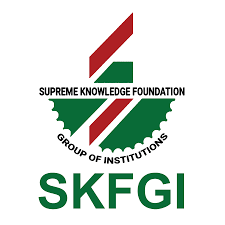 SUPREME KNOWLEDGE FOUNDATION
GROUP OF INSTITUTIONS
SKFGI